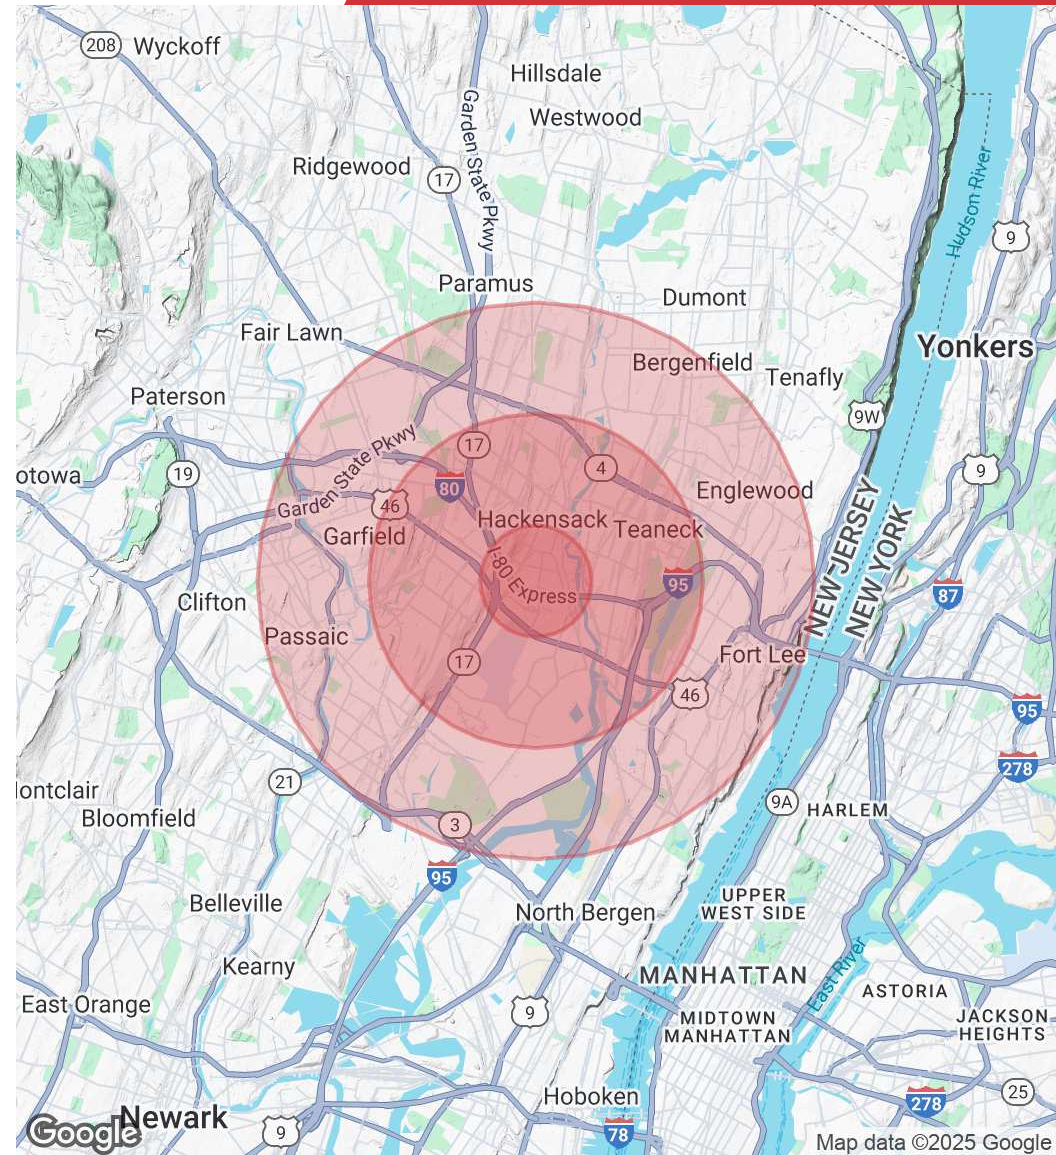 208
Wyckoff
Hillsdale
Westwood
Garden State Pkwy
Ridgewood
17
Hudson River
9
Paramus
Dumont
Fair Lawn
Yonkers
Bergenfield
Tenafly
Paterson
9W
Garden State Pkwy
17
4
9
otowa
19
80
46
Englewood
NEW JERSEY
NEW YORK
Hackensack
Teaneck
Garfield
I-80 Express
95
87
Clifton
Passaic
17
Fort Lee
46
95
278
21
lontclair
9A
HARLEM
Bloomfield
3
95
UPPER
WEST SIDE
Belleville
North Bergen
East River
Kearny
MANHATTAN
ASTORIA
East Orange
9
MIDTOWN
MANHATTAN
JACKSON
HEIGHTS
Hoboken
25
278
Newark
Google
9
78
Map data ©2025 Google